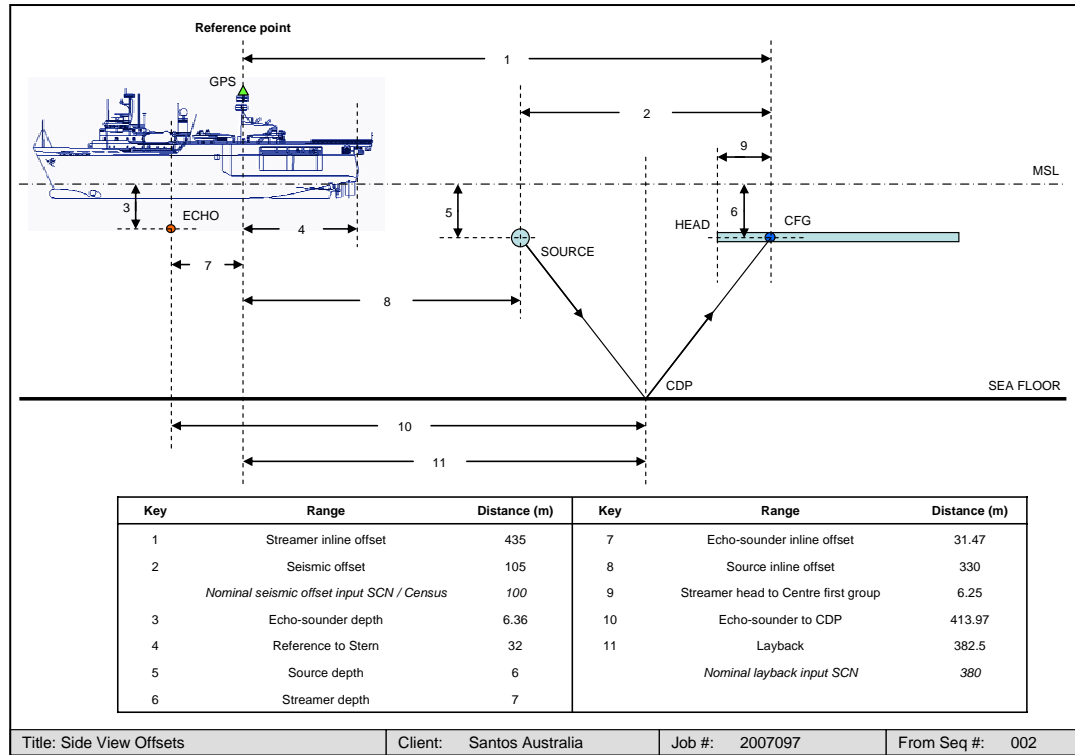 Reference point
1
GPS
2
9
MSL
3
ECHO
4
5
6
HEAD
CFG
SOURCE
7
8
CDP
SEA FLOOR
10
11
Key Range Distance (m) Key Range Distance (m)
1 Streamer inline offset 435 7 Echo-sounder inline offset 31.47
2 Seismic offset 105 8 Source inline offset 330
Nominal seismic offset input SCN / Census 100 9 Streamer head to Centre first group 6.25
3 Echo-sounder depth 6.36 10 Echo-sounder to CDP 413.97
4 Reference to Stern 32 11 Layback 382.5
5 Source depth 6 Nominal layback input SCN 380
6 Streamer depth 7
Title: Side View Offsets Client: Santos Australia Job #: 2007097 From Seq #: 002